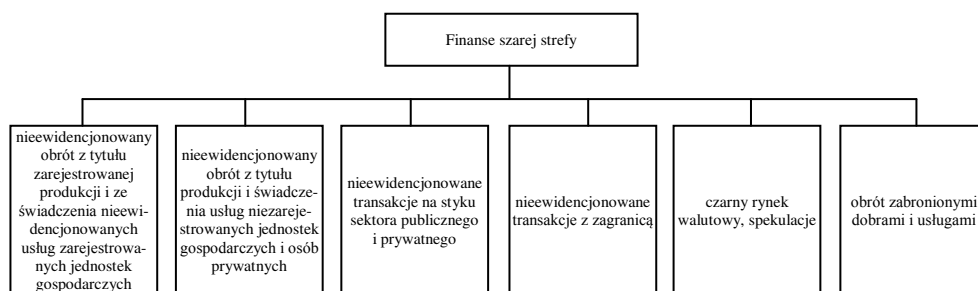 Finanse szarej strefy
nieewidencjonowany
obrót z tytułu
zarejestrowanej
produkcji i ze
świadczenia nieewi-
dencjonowanych
usług zarejestrowa-
nych jednostek
gospodarczych
nieewidencjonowany
obrót z tytułu
produkcji i świadcze-
nia usług niezareje-
strowanych jednostek
gospodarczych i osób
prywatnych
nieewidencjonowane
transakcje na styku
sektora publicznego
i prywatnego
nieewidencjonowane
transakcje z zagranicą
czarny rynek
walutowy, spekulacje
obrót zabronionymi
dobrami i usługami